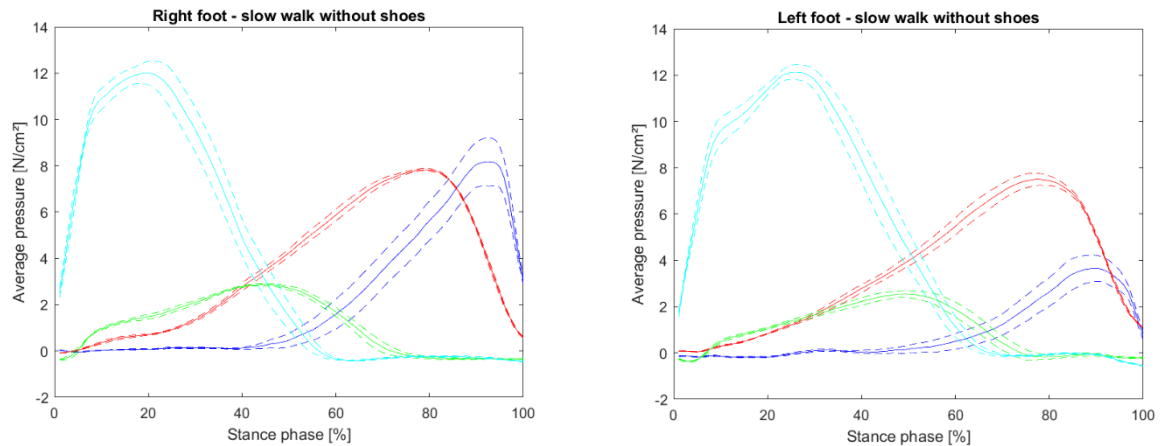 Right foot - slow walk without shoes
14
12
10
8
6
4
2
0
-2
0 20 40 60 80 100
Average pressure [N/cm²]
Stance phase [%]
Left foot - slow walk without shoes
14
12
10
8
6
4
2
0
-2
0 20 40 60 80 100
Average pressure [N/cm²]
Stance phase [%]